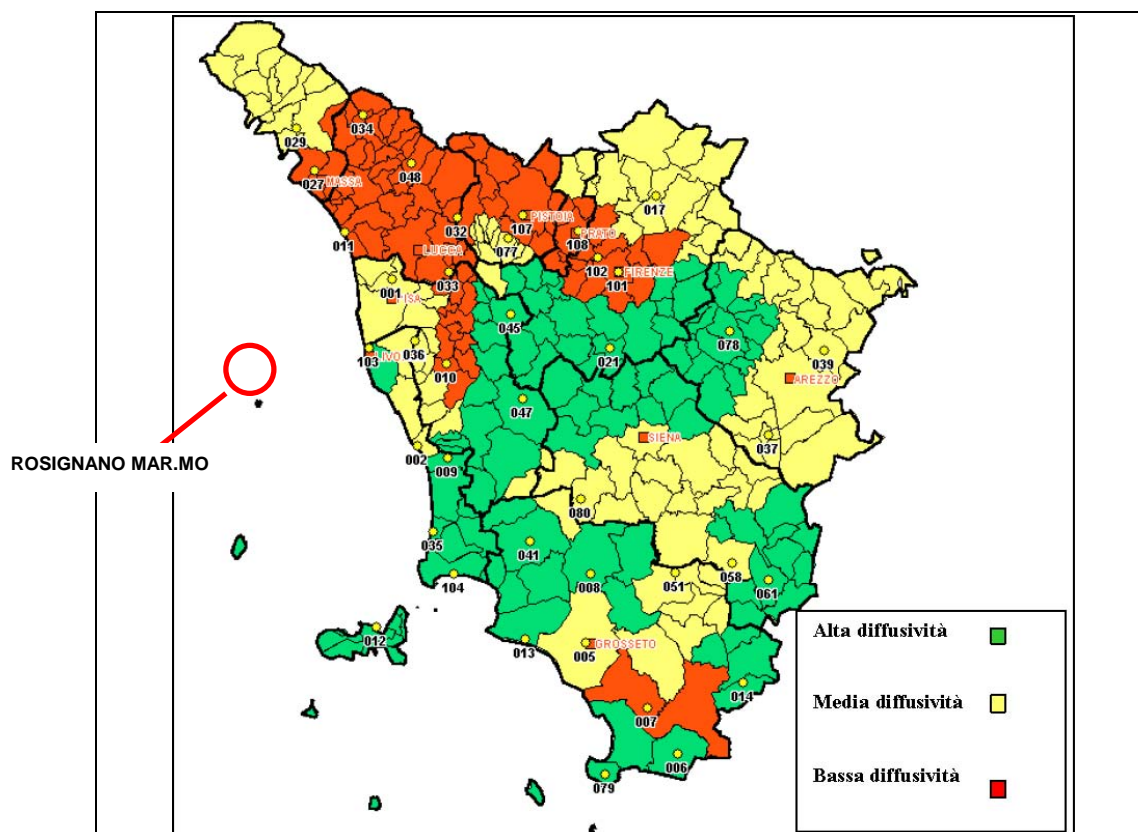 034
029
048
027 MASSA
017
032
107 PISTOIA
108 PRATO
077
011
LUCCA
102
FIRENZE
101
033
001
PISA
045
078
103 LIVO
036
021
039
010
AREZZO
047
ROSIGNANO MAR.MO
002
009
SIENA
037
080
035
041
058
104
008
051
061
012
013
005
GROSSETO
014
007
006
079
Alta diffusività
Media diffusività
Bassa diffusività